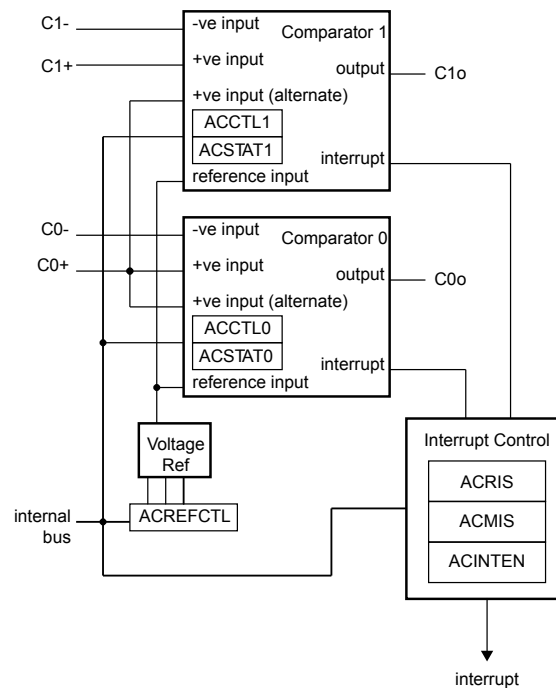 C1-
-ve input
Comparator 1
C1+
+ve input
output
C1o
+ve input (alternate)
ACCTL1
ACSTAT1
interrupt
reference input
C0-
-ve input
Comparator 0
C0+
+ve input
output
C0o
+ve input (alternate)
ACCTL0
ACSTAT0
interrupt
reference input
Voltage
Ref
Interrupt Control
ACRIS
ACMIS
ACINTEN
internal
bus
ACREFCTL
interrupt